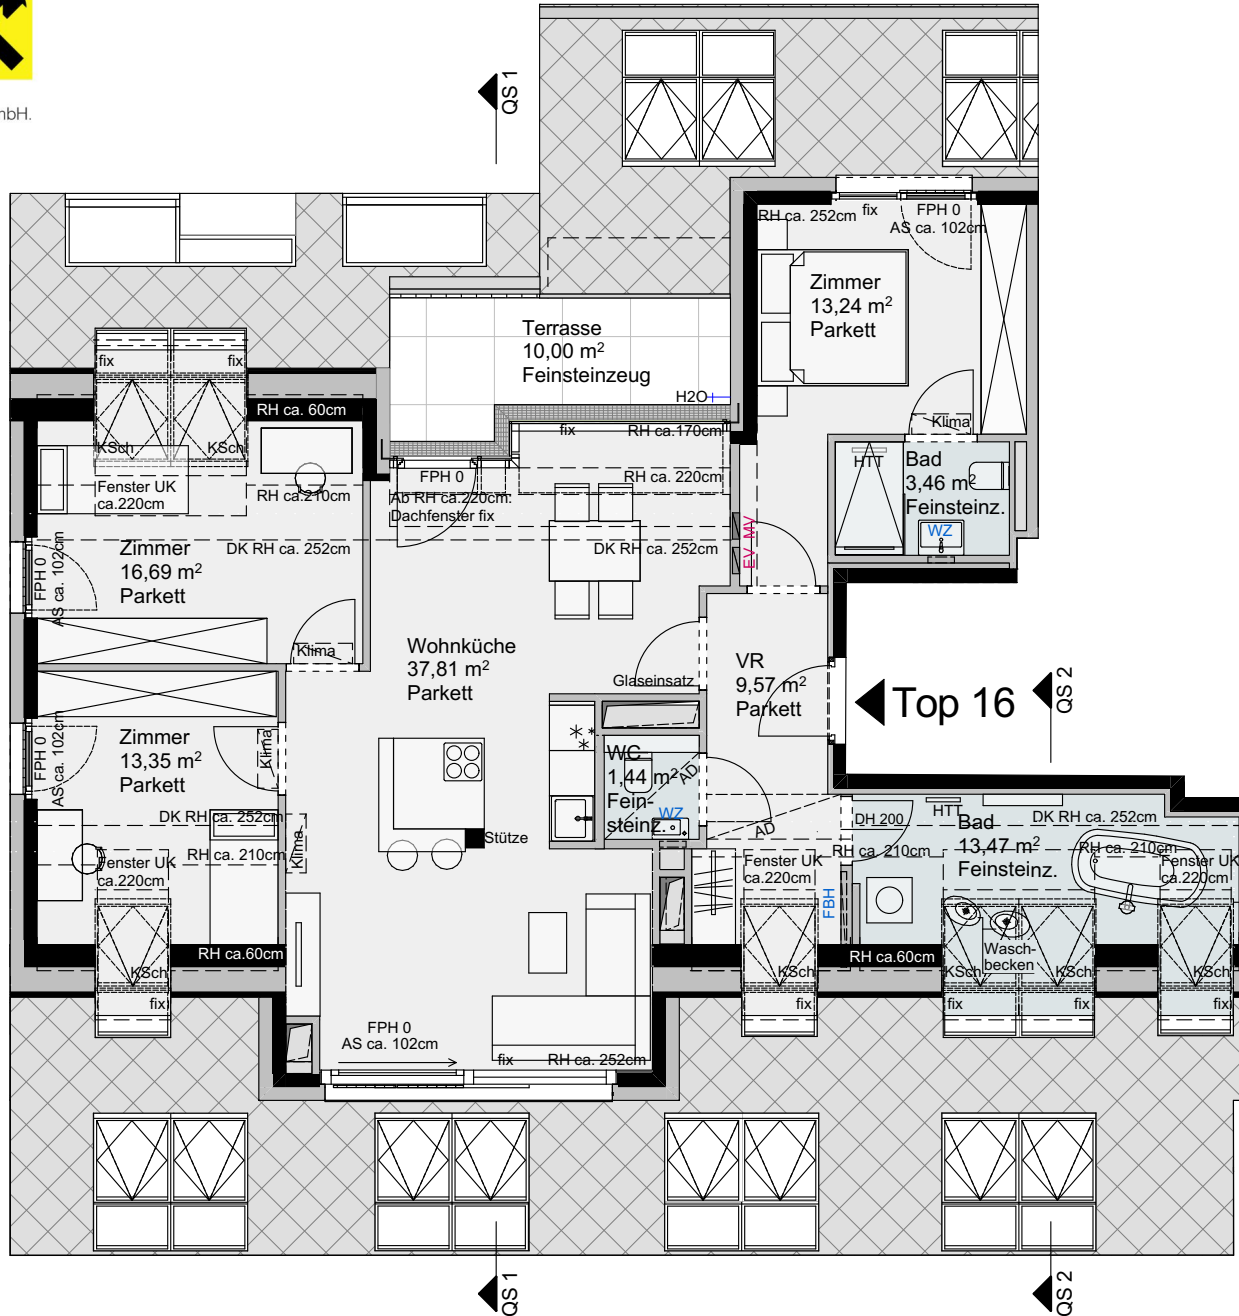 mbH.
QS 1
RH ca. 252cm
fix
FPH 0
AS ca. 102cm
Zimmer
13,24 m²
Parkett
Terrasse
10,00 m²
Feinsteinzeug
H2O
fix
fix
RH ca. 60cm
KSch
KSch
Fenster UK
ca.220cm
RH ca.210cm
fix
RH ca.170cm
RH ca. 220cm
FPH 0
Ab RH ca.220cm:
Dachfenster fix
Klima
HTT
Bad
3,46 m²
Feinsteinz.
WZ
EV MV
DK RH ca. 252cm
DK RH ca. 252cm
Zimmer
16,69 m²
Parkett
FPH 0
AS ca. 102cm
Klima
Wohnküche
37,81 m²
Parkett
Glaseinsatz
VR
9,57 m²
Parkett
Top 16
QS 2
Zimmer
13,35 m²
Parkett
FPH 0
AS ca. 102cm
Klima
WC
1,44 m²
Fein-
steinz.
AD
WZ
DK RH ca. 252cm
RH ca. 210cm
Klima
Stütze
Fenster UK
ca.220cm
AD
DH 200
HTT
Bad
13,47 m²
Feinsteinz.
DK RH ca. 252cm
RH ca. 210cm
RH ca. 210cm
Fenster UK
ca.220cm
Fenster UK
ca.220cm
FBH
Wasch-
becken
RH ca.60cm
RH ca.60cm
KSch
KSch
KSch
KSch
KSch
fix
fix
fix
fix
fix
FPH 0
AS ca. 102cm
fix
RH ca. 252cm
QS 1
QS 2